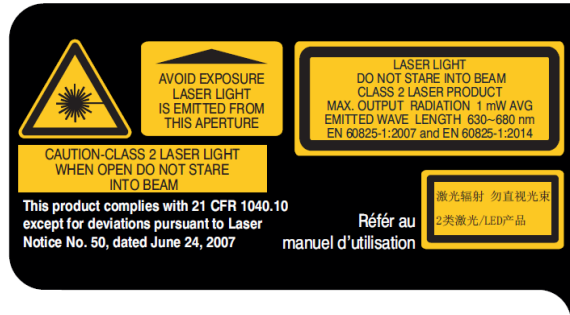 AVOID EXPOSURE
LASER LIGHT
IS EMITTED FROM
THIS APERTURE
LASER LIGHT
DO NOT STARE INTO BEAM
CLASS 2 LASER PRODUCT
MAX. OUTPUT RADIATION 1 mW AVG
EMITTED WAVE LENGTH 630~680 nm
EN 60825-1:2007 and EN 60825-1:2014
CAUTION-CLASS 2 LASER LIGHT
WHEN OPEN DO NOT STARE
INTO BEAM
This product complies with 21 CFR 1040.10
except for deviations pursuant to Laser
Notice No. 50, dated June 24, 2007
Référ au
manuel d'utilisation
激光辐射 勿直视光束
2类激光/LED产品